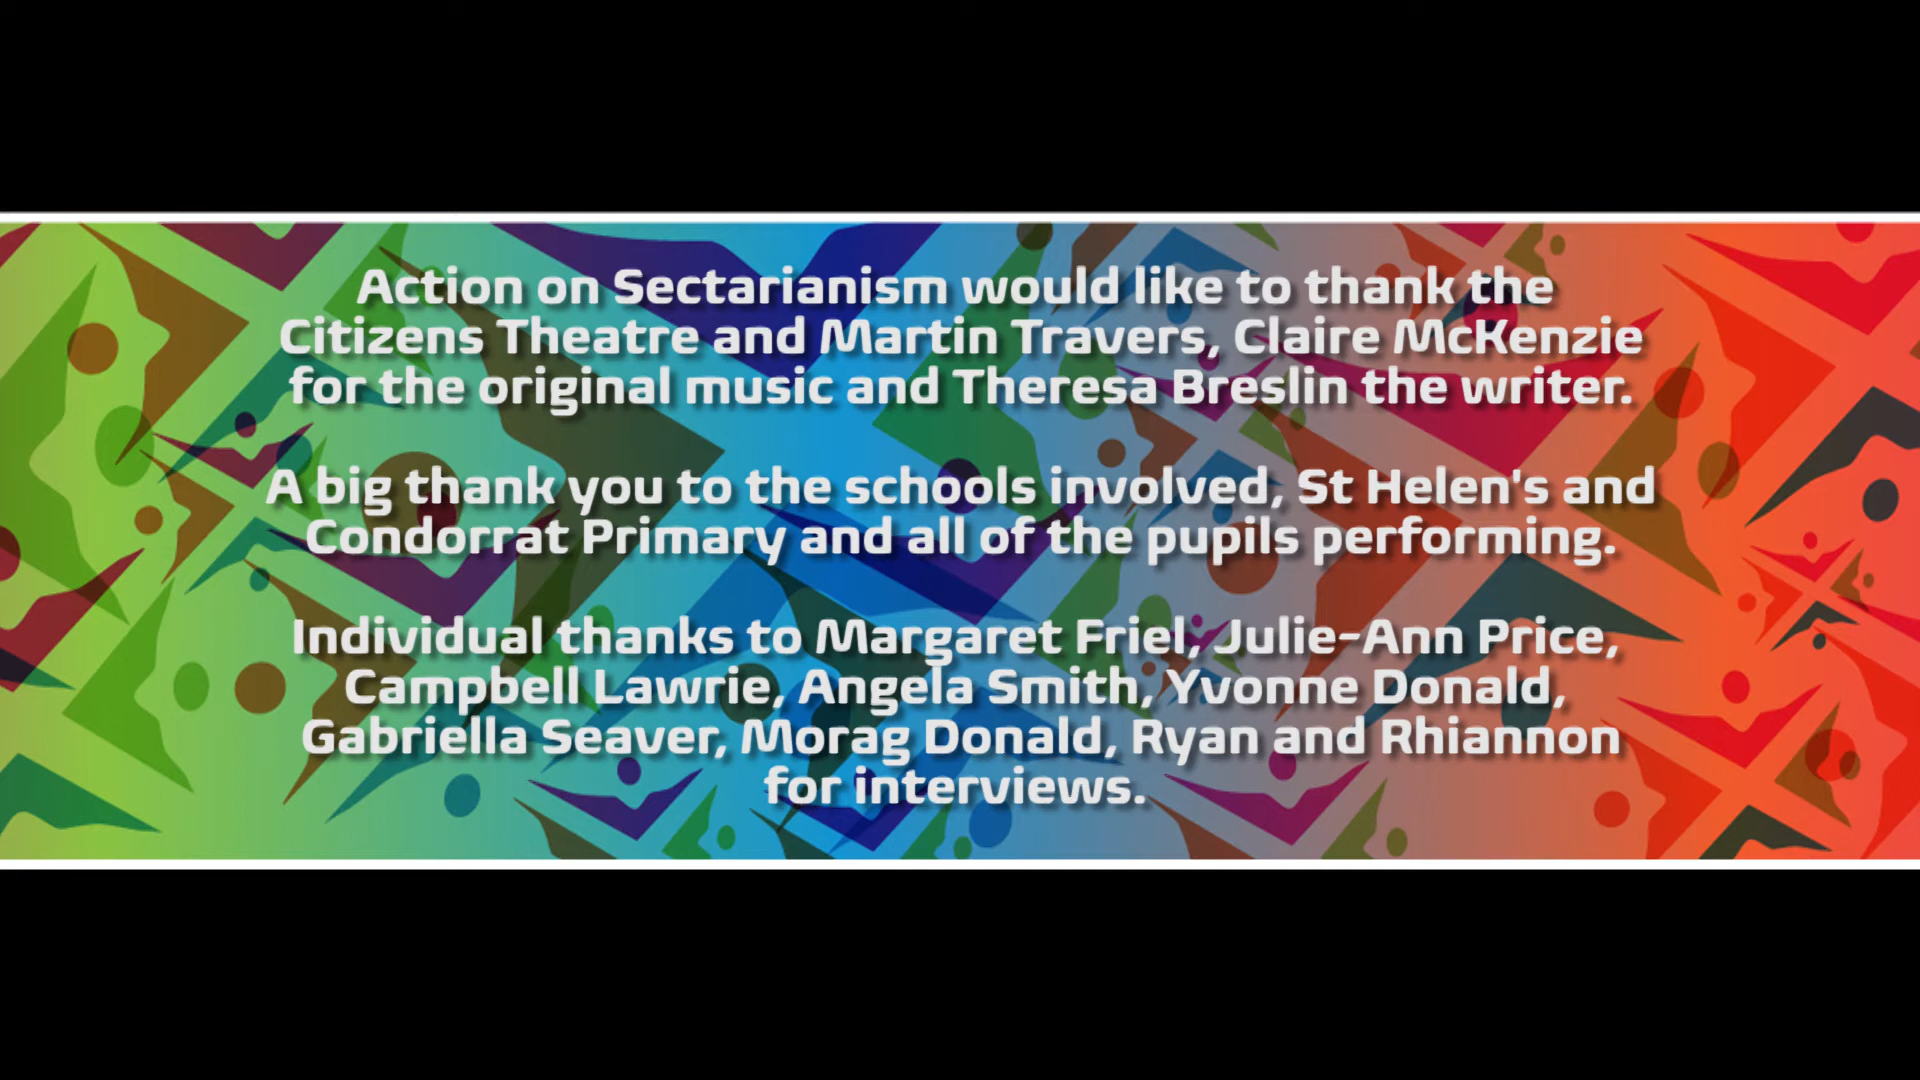 Action on Sectarianism would like to thank the
Citizens Theatre and Martin Travers, Claire McKenzie
for the original music and Theresa Breslin the writer.
A big thank you to the schools involved, St Helen's and
Condorrat Primary and all of the pupils performing.
Individual thanks to Margaret Friel, Julie-Ann Price,
Campbell Lawrie, Angela Smith, Yvonne Donald,
Gabriella Seaver, Morag Donald, Ryan and Rhiannon
for interviews.